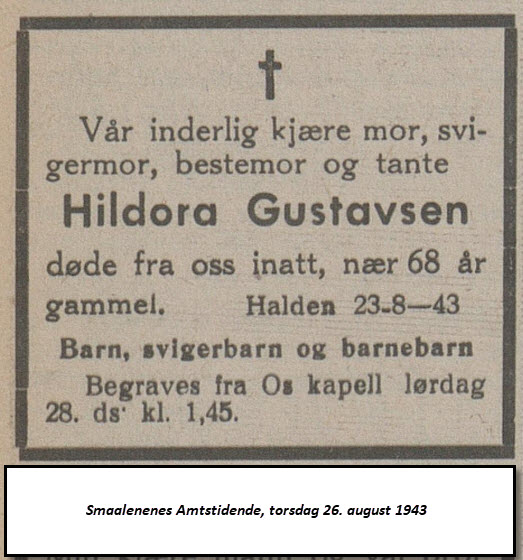 Vår inderlig kjære mor, svi-
germor, bestemor og tante
Hildora Gustavsen
døde fra oss inatt, nær 68 år
gammel. Halden 23-8—43
Barn, svigerbarn og barnebarn
Begraves fra Os kapell lørdag
28. ds· kl. 1,45.
Smaalenenes Amtstidende, torsdag 26. august 1943